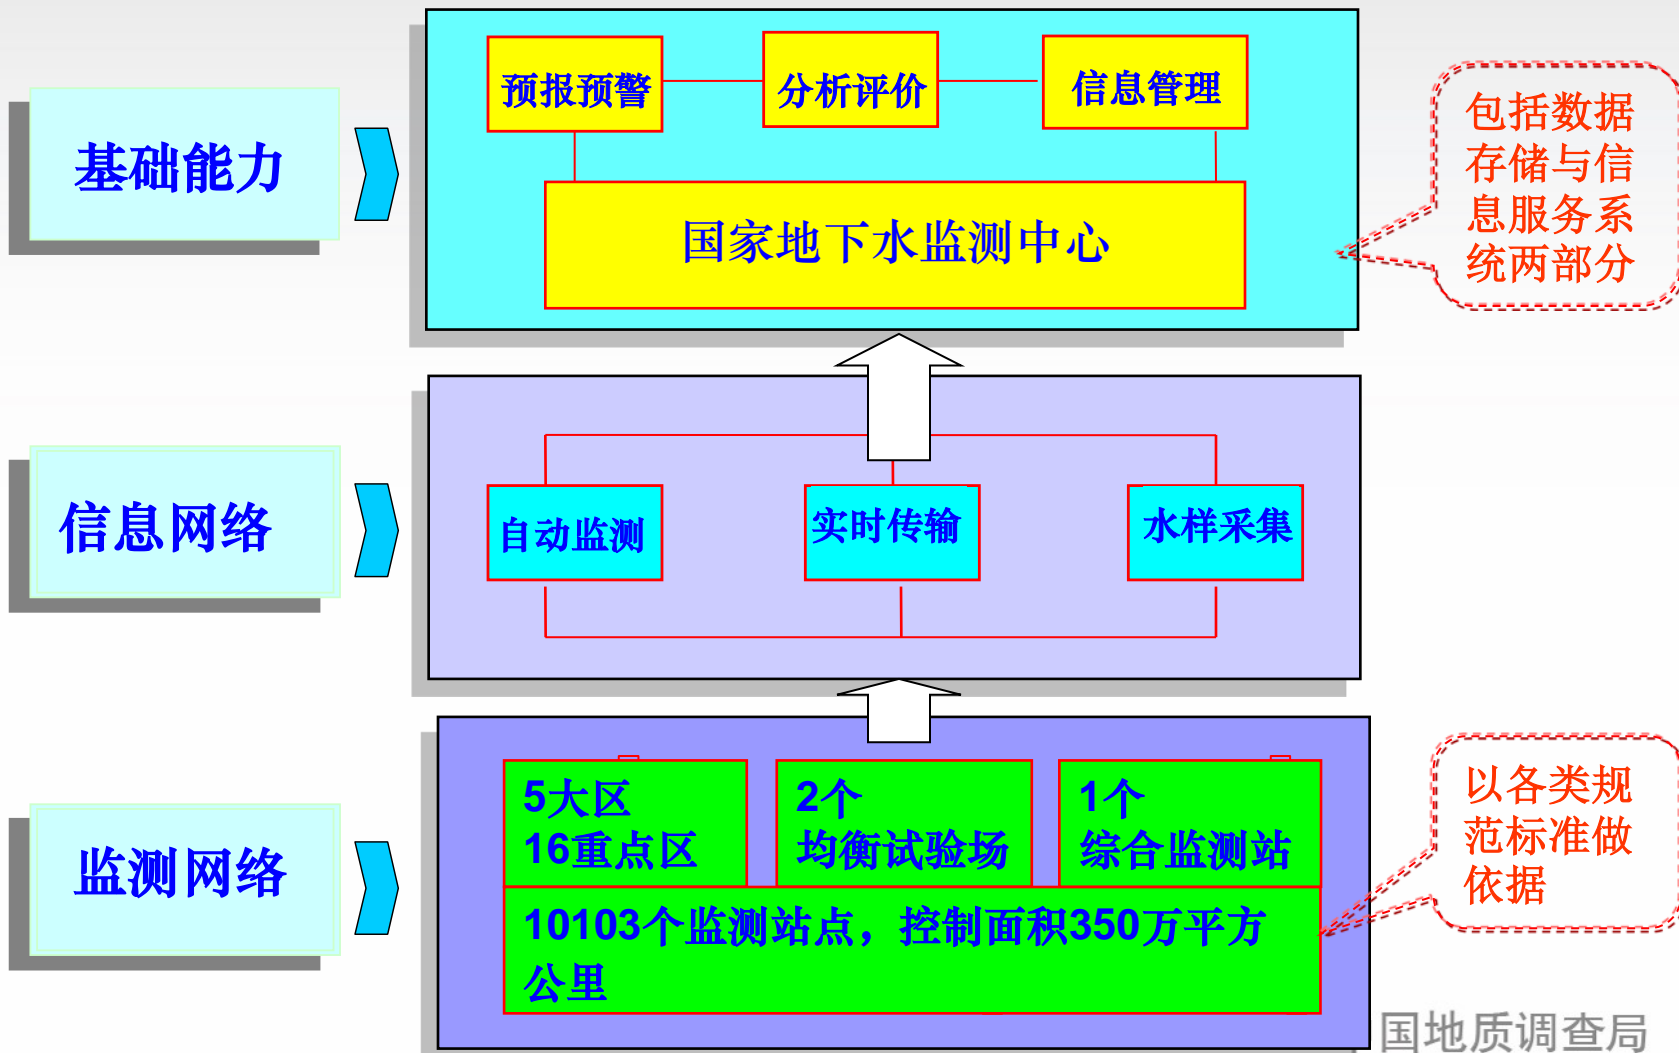 基础能力
预报预警
分析评价
信息管理
国家地下水监测中心
包括数据
存储与信
息服务系
统两部分
信息网络
自动监测
实时传输
水样采集
监测网络
5大区
16重点区
2个
均衡试验场
1个
综合监测站
10103个监测站点，控制面积350万平方
公里
以各类规
范标准做
依据
国地质调查局